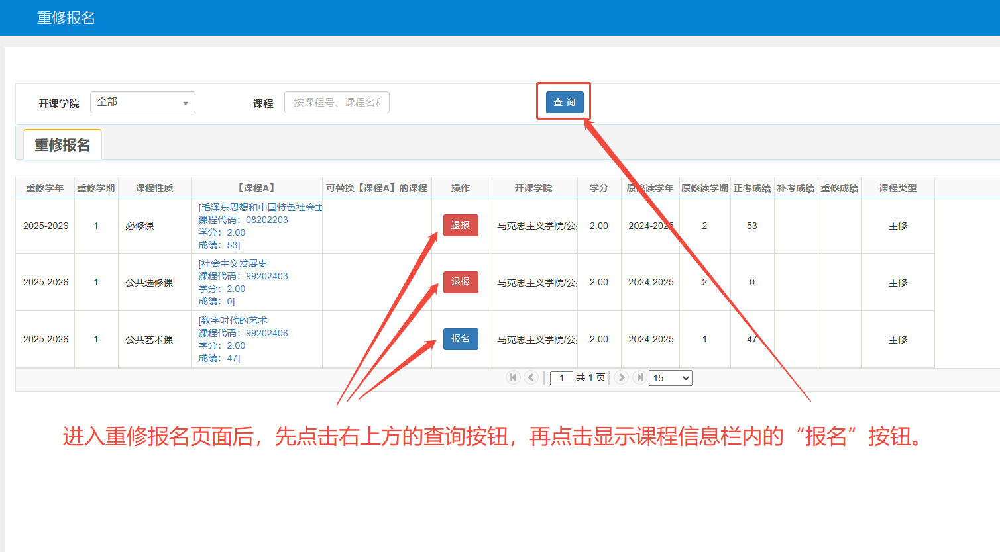 重修报名
开课学院 全部 课程 按课程号、课程名和 查 询
重修报名
重修学年 重修学期 课程性质 【课程A】 可替换【课程A】的课程 操作 开课学院 学分 原修读学年 原修读学期 正考成绩 补考成绩 重修成绩 课程类型
[毛泽东思想和中国特色社会主
课程代码：08202203
2025-2026 1 必修课 退报 马克思主义学院/公共 2.00 2024-2025 2 53 主修
学分：2.00
成绩：53]
[社会主义发展史
课程代码：99202403
2025-2026 1 公共选修课 退报 马克思主义学院/公共 2.00 2024-2025 2 0 主修
学分：2.00
成绩：0]
[数字时代的艺术
课程代码：99202408
2025-2026 1 公共艺术课 报名 马克思主义学院/公共 2.00 2024-2025 1 47 主修
学分：2.00
成绩：47]
1 共 1 页 15
进入重修报名页面后，先点击右上方的查询按钮，再点击显示课程信息栏内的“报名”按钮。